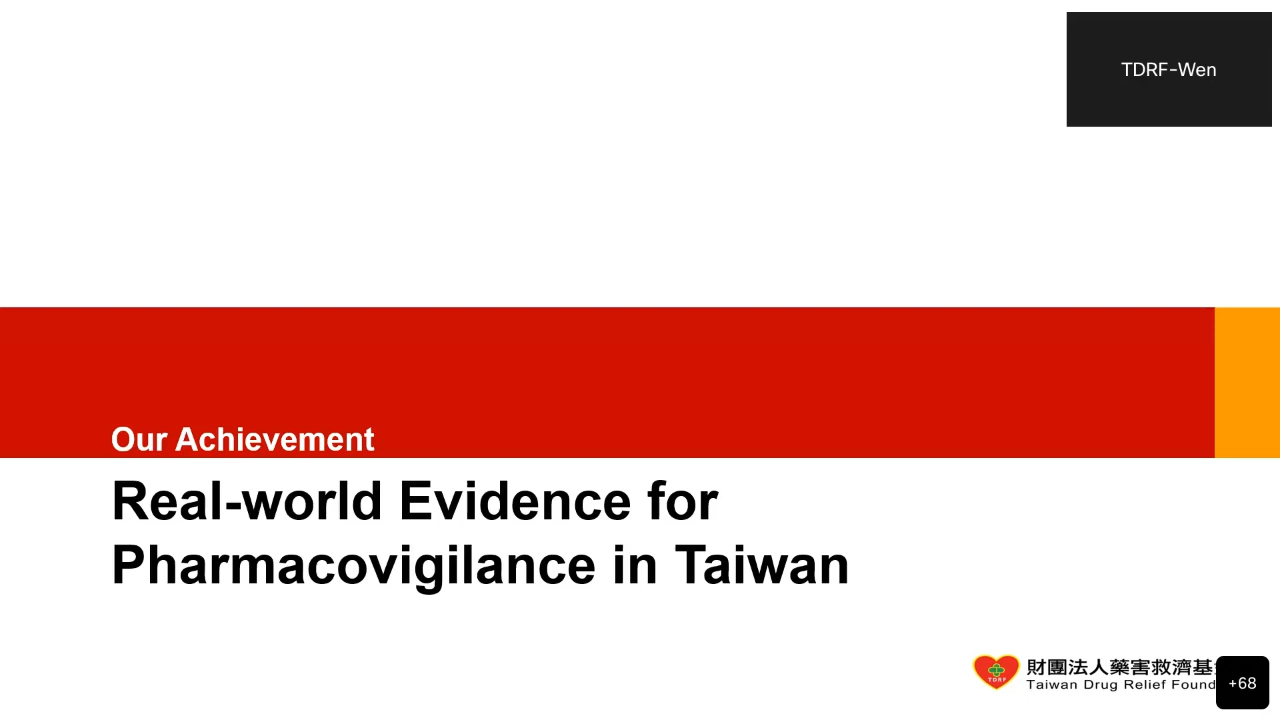 TDRF-Wen
Our Achievement
Real-world Evidence for
Pharmacovigilance in Taiwan
TDRF
財團法人藥害救濟基
Taiwan Drug Relief Found
+68